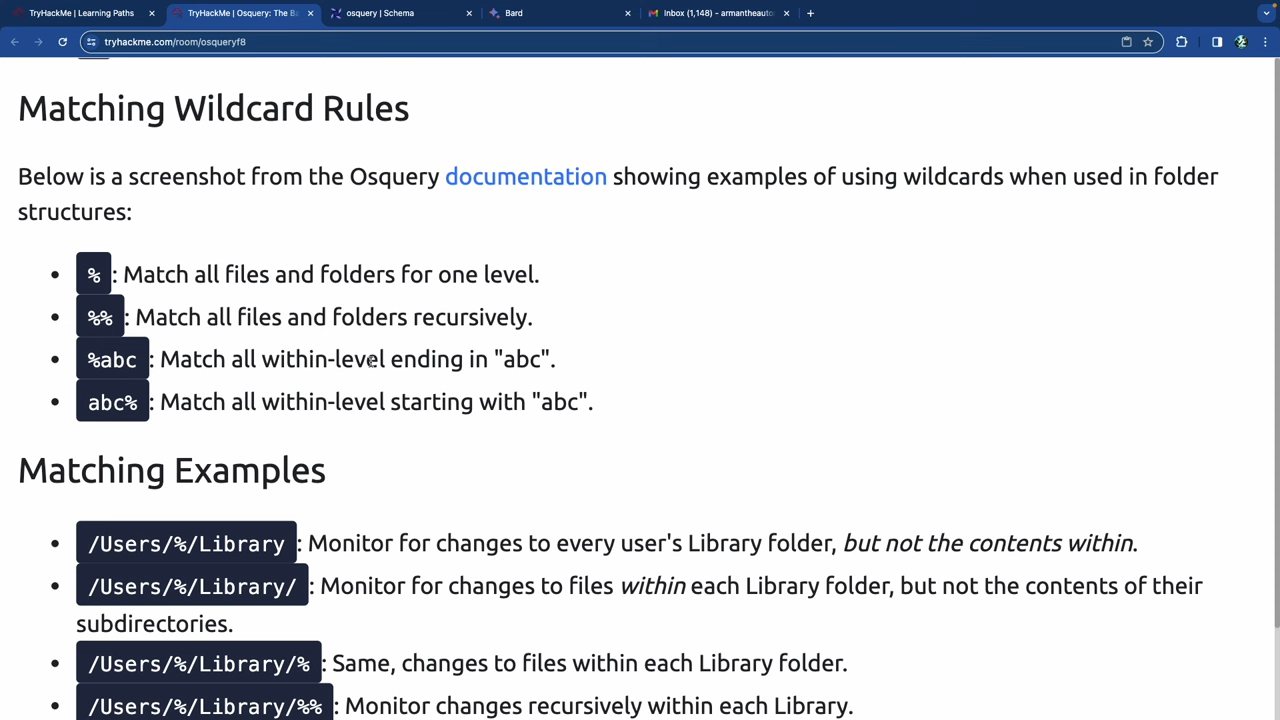 TryHackMe | Learning Paths
TryHackMe | Osquery: The Ba
osquery | Schema
Bard
Inbox (1,148) - armantheauto
tryhackme.com/room/osqueryf8
Matching Wildcard Rules
Below is a screenshot from the Osquery documentation showing examples of using wildcards when used in folder
structures:
• % : Match all files and folders for one level.
• %% : Match all files and folders recursively.
• %abc : Match all within-level ending in "abc".
• abc% : Match all within-level starting with "abc".
Matching Examples
• /Users/%/Library : Monitor for changes to every user's Library folder, but not the contents within.
• /Users/%/Library/ : Monitor for changes to files within each Library folder, but not the contents of their
subdirectories.
• /Users/%/Library/% : Same, changes to files within each Library folder.
• /Users/%/Library/%% : Monitor changes recursively within each Library.